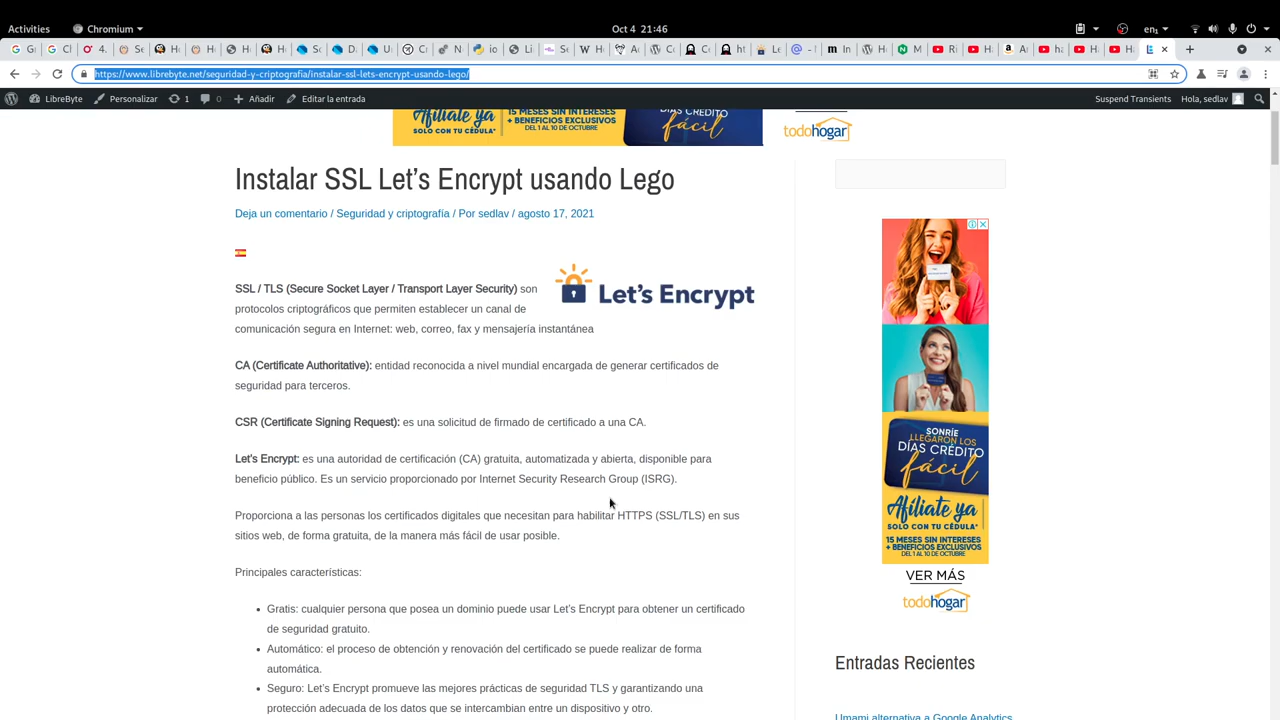 Activities
Chromium
Oct 4 21:46
en₁
https://www.librebyte.net/seguridad-y-criptografia/instalar-ssl-lets-encrypt-usando-lego/
LibreByte
Personalizar
1
0
Añadir
Editar la entrada
Suspend Transients
Hola, sedlav
Afíliate ya
SOLO CON TU CÉDULA*
15 MESES SIN INTERESES
+ BENEFICIOS EXCLUSIVOS
DEL 1 AL 10 DE OCTUBRE
DÍAS CRÉDITO
fácil
todohogar
Instalar SSL Let’s Encrypt usando Lego
Deja un comentario / Seguridad y criptografía / Por sedlav / agosto 17, 2021
Let's Encrypt
SSL / TLS (Secure Socket Layer / Transport Layer Security) son
protocolos criptográficos que permiten establecer un canal de
comunicación segura en Internet: web, correo, fax y mensajería instantánea
CA (Certificate Authoritative): entidad reconocida a nivel mundial encargada de generar certificados de
seguridad para terceros.
CSR (Certificate Signing Request): es una solicitud de firmado de certificado a una CA.
Let's Encrypt: es una autoridad de certificación (CA) gratuita, automatizada y abierta, disponible para
beneficio público. Es un servicio proporcionado por Internet Security Research Group (ISRG).
Proporciona a las personas los certificados digitales que necesitan para habilitar HTTPS (SSL/TLS) en sus
sitios web, de forma gratuita, de la manera más fácil de usar posible.
Principales características:
Gratis: cualquier persona que posea un dominio puede usar Let’s Encrypt para obtener un certificado
de seguridad gratuito.
Automático: el proceso de obtención y renovación del certificado se puede realizar de forma
automática.
Seguro: Let’s Encrypt promueve las mejores prácticas de seguridad TLS y garantizando una
protección adecuada de los datos que se intercambian entre un dispositivo y otro.
SONRÍE
LLEGARON LOS
DÍAS CRÉDITO
fácil
Afíliate ya
SOLO CON TU CÉDULA*
15 MESES SIN INTERESES
+ BENEFICIOS EXCLUSIVOS
DEL 1 AL 10 DE OCTUBRE
VER MÁS
todohogar
Entradas Recientes
Umami alternativa a Google Analytics